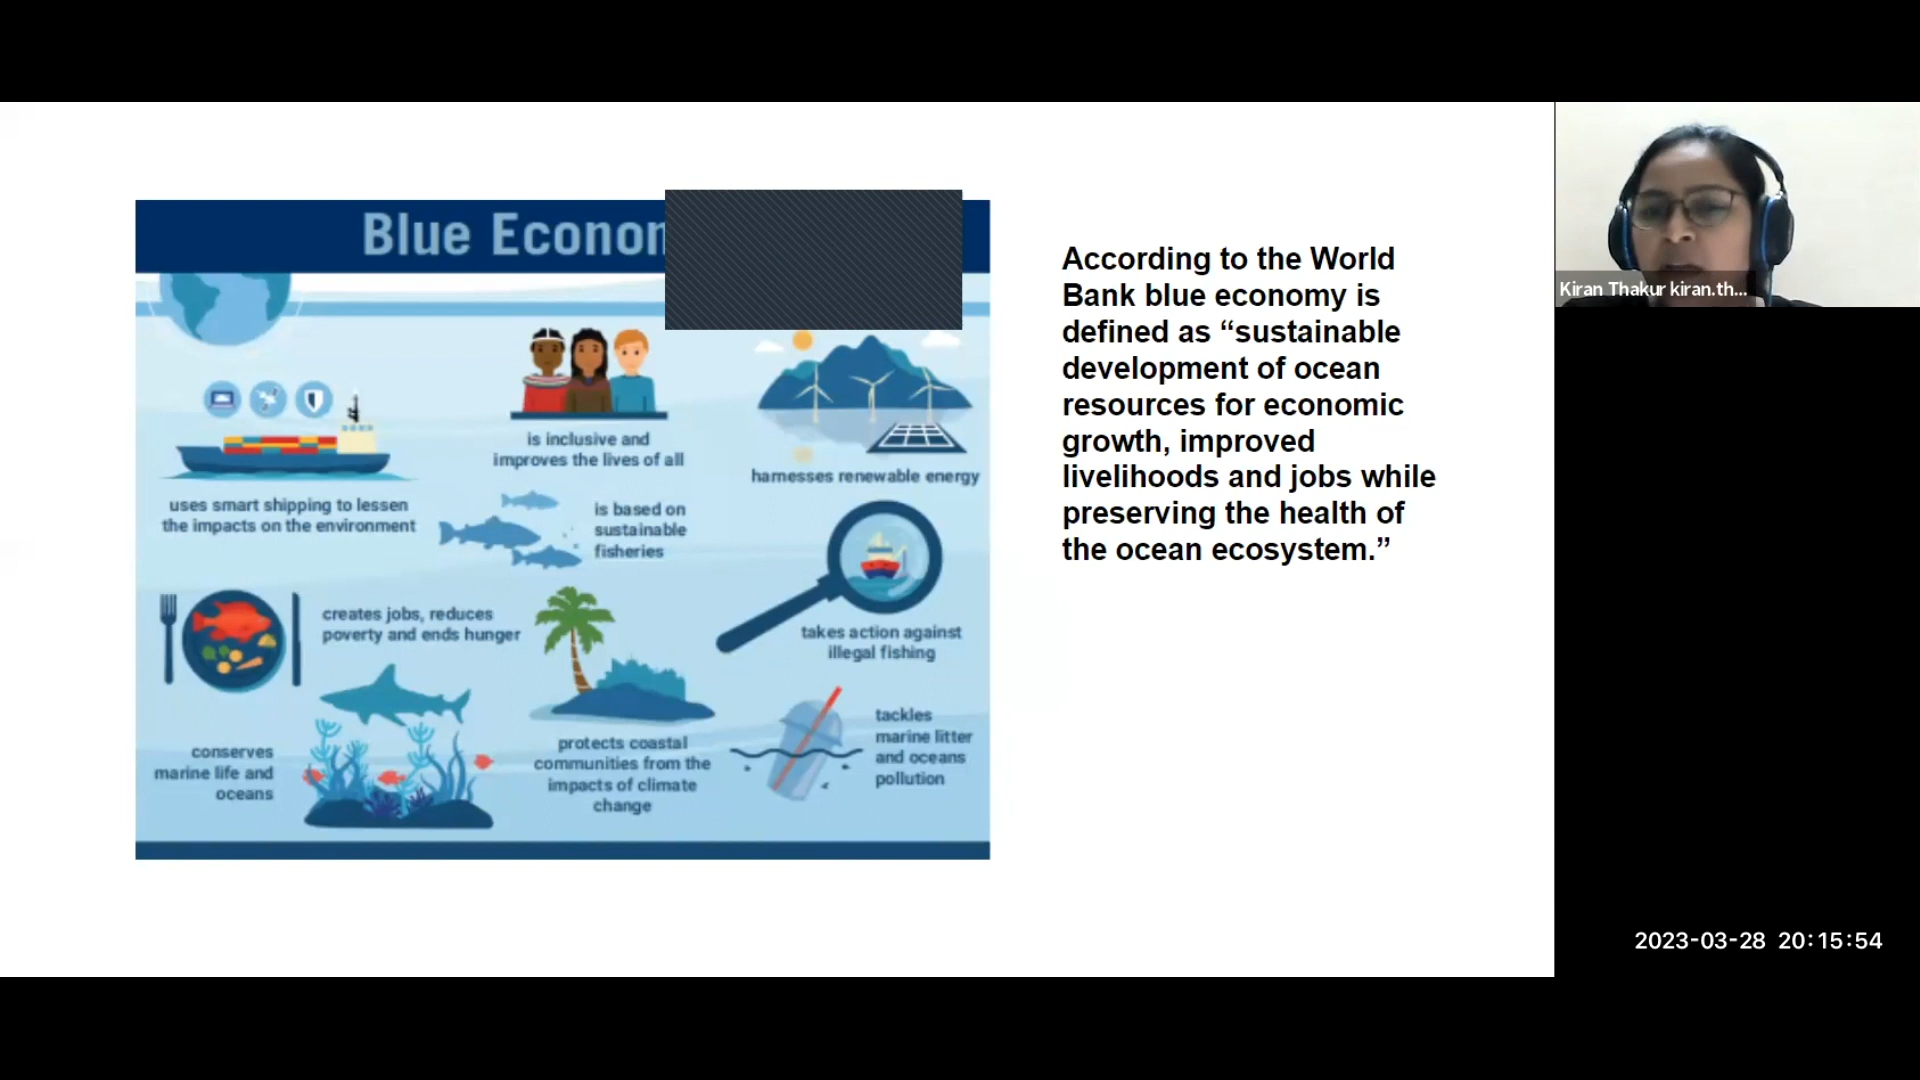 Blue Econom
is inclusive and
improves the lives of all
harnesses renewable energy
uses smart shipping to lessen
the impacts on the environment
is based on
sustainable
fisheries
creates jobs, reduces
poverty and ends hunger
takes action against
illegal fishing
conserves
marine life and
oceans
protects coastal
communities from the
impacts of climate
change
tackles
marine litter
and oceans
pollution
According to the World
Bank blue economy is
defined as “sustainable
development of ocean
resources for economic
growth, improved
livelihoods and jobs while
preserving the health of
the ocean ecosystem.”
Kiran Thakur kiran.th...
2023-03-28 20:15:54